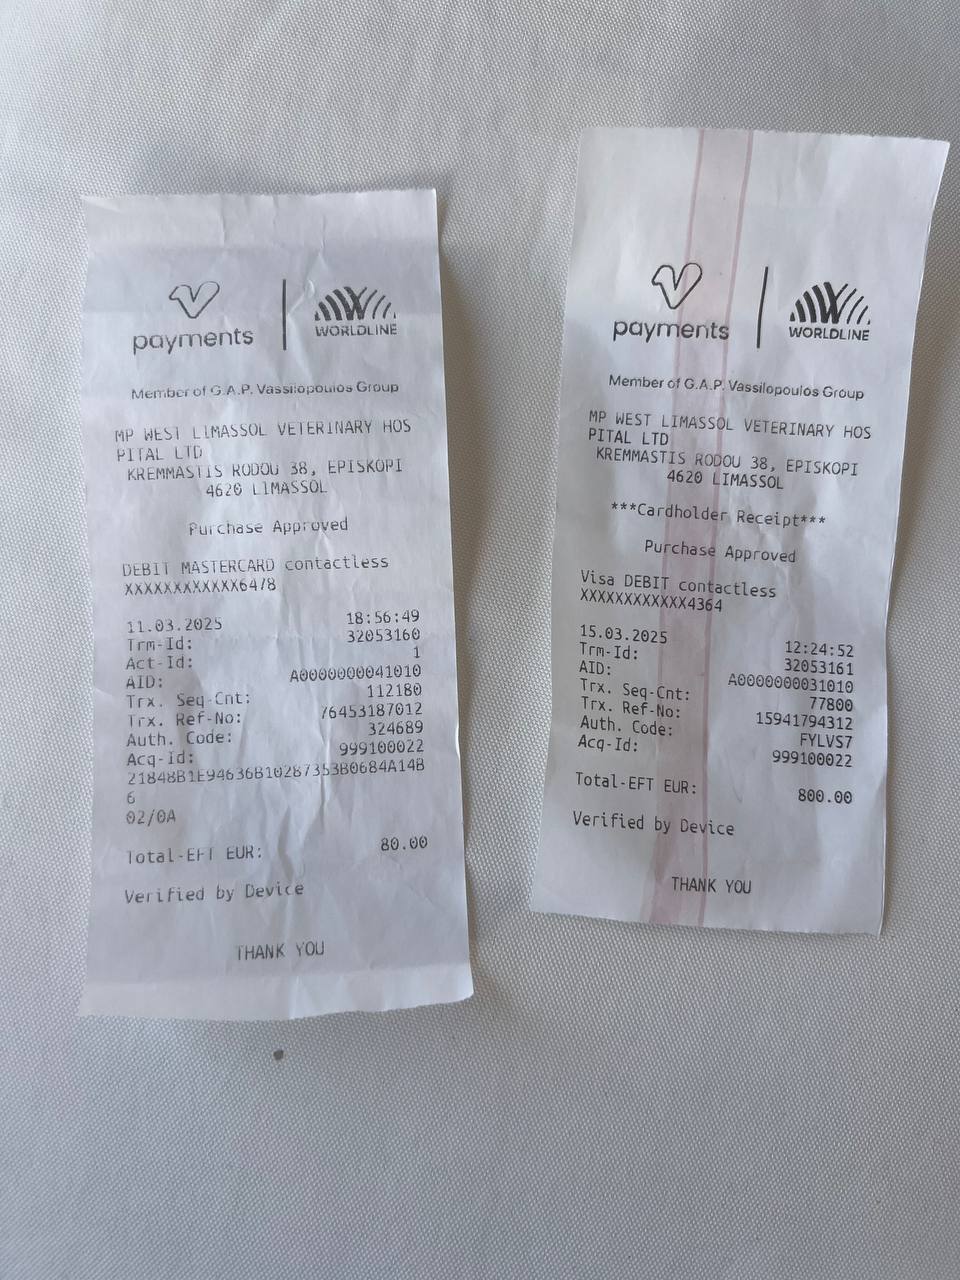 payments
WORLDLINE
Member of G.A.P. Vassilopoulos Group
MP WEST LIMASSOL VETERINARY HOS
PITAL LTD
KREMMASTIS RODOU 38, EPISKOPI
4620 LIMASSOL
Purchase Approved
DEBIT MASTERCARD contactless
XXXXXXXXXXXX6478
11.03.2025 18:56:49
Trm-Id: 32053160
Act-Id: 1
AID: A0000000041010
Trx. Seq-Cnt: 112180
Trx. Ref-No: 76453187012
Auth. Code: 324689
Acq-Id: 999100022
21848B1E94636B10287353B0684A14B
6
02/0A
Total-EFT EUR: 80.00
Verified by Device
THANK YOU
payments
WORLDLINE
Member of G.A.P. Vassilopoulos Group
MP WEST LIMASSOL VETERINARY HOS
PITAL LTD
KREMMASTIS RODOU 38, EPISKOPI
4620 LIMASSOL
***Cardholder Receipt***
Purchase Approved
Visa DEBIT contactless
XXXXXXXXXXXX4364
15.03.2025 12:24:52
Trm-Id: 32053161
AID: A0000000031010
Trx. Seq-Cnt: 77800
Trx. Ref-No: 15941794312
Auth. Code: FYLVS7
Acq-Id: 999100022
Total-EFT EUR: 800.00
Verified by Device
THANK YOU